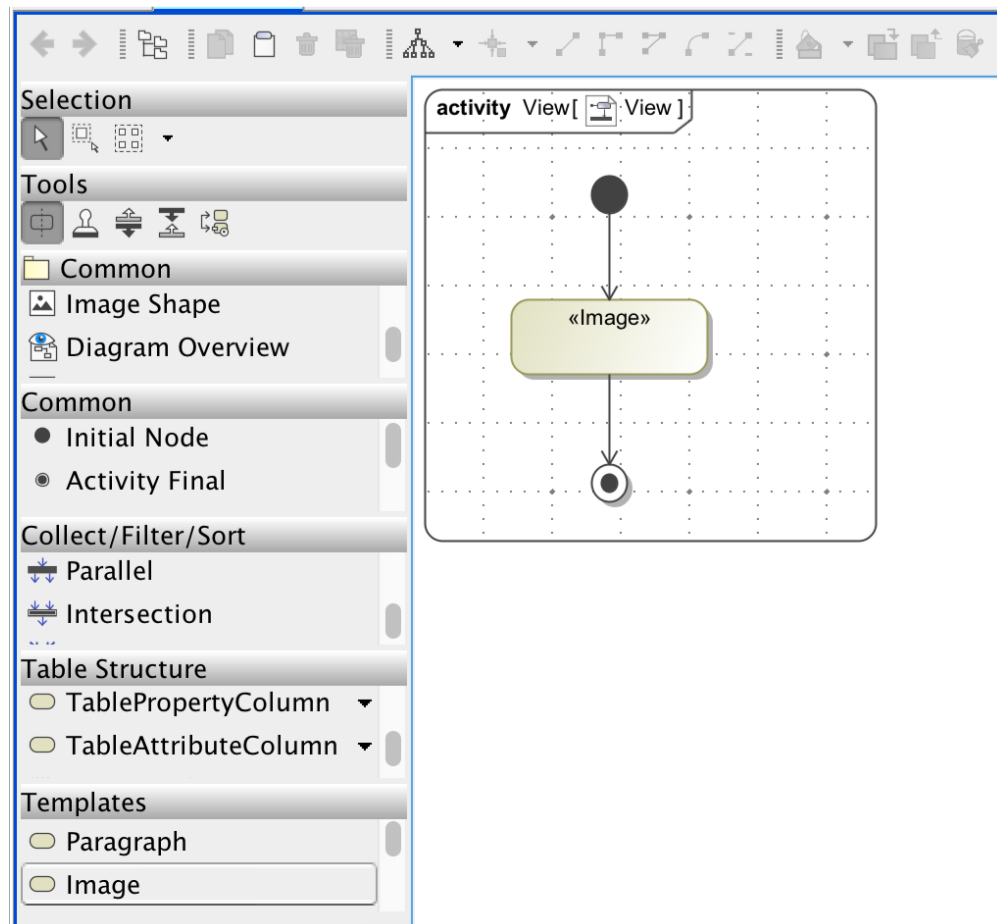 Selection
Tools
Common
Image Shape
Diagram Overview
Common
Initial Node
Activity Final
Collect/Filter/Sort
Parallel
Intersection
Table Structure
TablePropertyColumn
TableAttributeColumn
Templates
Paragraph
Image
activity View[ View ]
«Image»